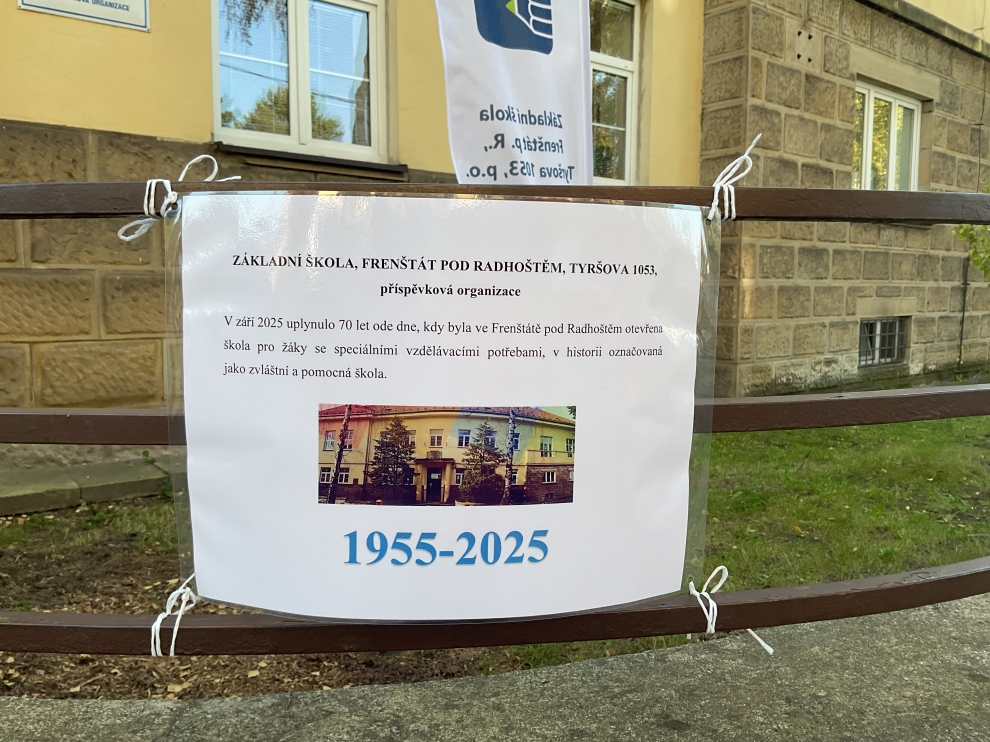 OVÁ ORGANIZACE
Základní škola
Frenštát p. R.,
Tyršova 1053, p.o.
ZÁKLADNÍ ŠKOLA, FRENŠTÁT POD RADHOŠTĚM, TYRŠOVA 1053,
příspěvková organizace
V září 2025 uplynulo 70 let ode dne, kdy byla ve Frenštátě pod Radhoštěm otevřena
škola pro žáky se speciálními vzdělávacími potřebami, v historii označovaná
jako zvláštní a pomocná škola.
1955-2025